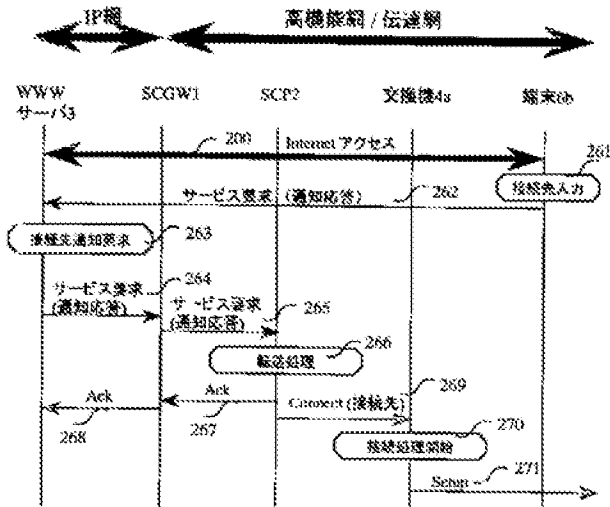 IP網
高機能網 / 伝達網
WWW
サーバ3
SCGW1
SCP2
交換機4a
端末6b
200
Internet アクセス
261
接続先入力
サービス要求 (通知応答)
262
接続先通知要求
263
サービス要求
(通知応答)
264
サービス要求
(通知応答)
265
266
転送処理
269
Ack
Ack
Connect (接続先)
268
267
270
接続処理開始
271
Setup